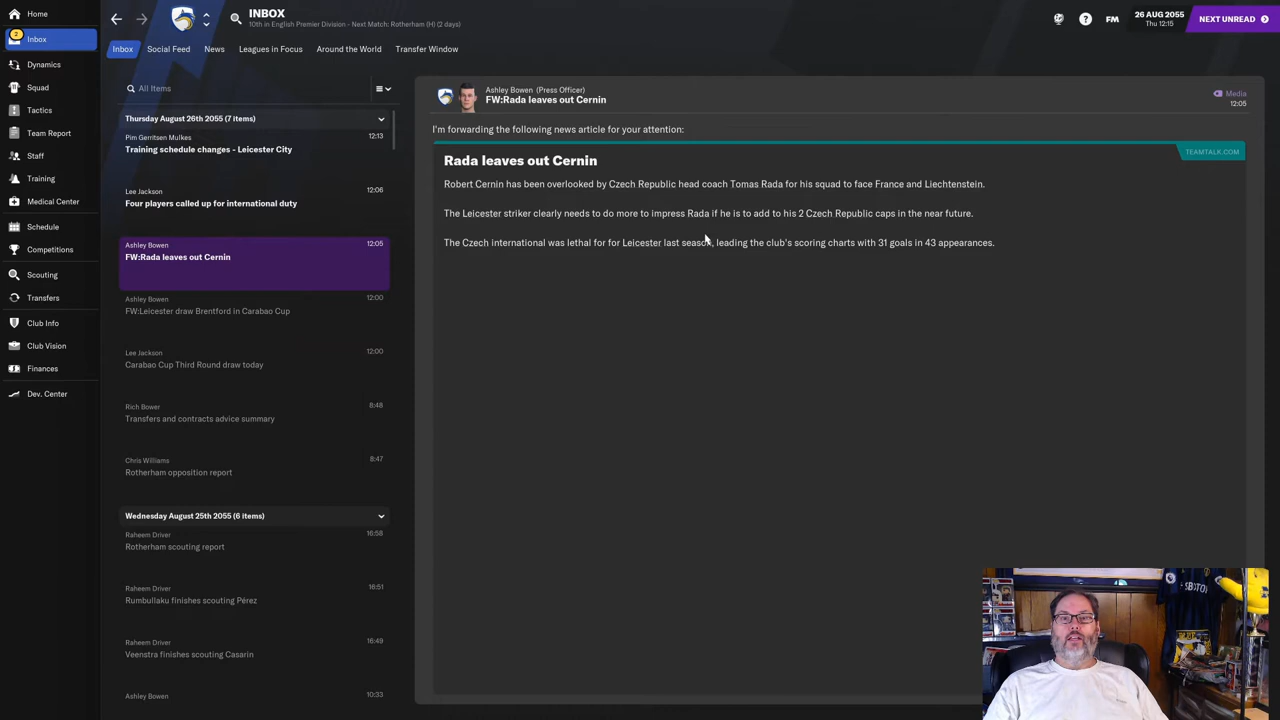 Home
INBOX
10th in English Premier Division - Next Match: Rotherham (H) (2 days)
FM
26 AUG 2055
Thu 12:15
NEXT UNREAD
2
Inbox
Dynamics
Squad
Tactics
Team Report
Staff
Training
Medical Center
Schedule
Competitions
Scouting
Transfers
Club Info
Club Vision
Finances
Dev. Center
Inbox
Social Feed
News
Leagues in Focus
Around the World
Transfer Window
All Items
Thursday August 26th 2055 (7 items)
Pim Gerritsen Mulkes
12:13
Training schedule changes - Leicester City
Lee Jackson
12:06
Four players called up for international duty
Ashley Bowen
12:05
FW:Rada leaves out Cernin
Ashley Bowen
12:00
FW:Leicester draw Brentford in Carabao Cup
Lee Jackson
12:00
Carabao Cup Third Round draw today
Rich Bower
8:48
Transfers and contracts advice summary
Chris Williams
8:47
Rotherham opposition report
Wednesday August 25th 2055 (6 items)
Raheem Driver
16:58
Rotherham scouting report
Raheem Driver
16:51
Rumbullaku finishes scouting Pérez
Raheem Driver
16:49
Veenstra finishes scouting Casarin
Ashley Bowen
10:33
Ashley Bowen (Press Officer)
FW:Rada leaves out Cernin
Media
12:05
I'm forwarding the following news article for your attention:
TEAMTALK.COM
Rada leaves out Cernin
Robert Cernin has been overlooked by Czech Republic head coach Tomas Rada for his squad to face France and Liechtenstein.
The Leicester striker clearly needs to do more to impress Rada if he is to add to his 2 Czech Republic caps in the near future.
The Czech international was lethal for for Leicester last season, leading the club's scoring charts with 31 goals in 43 appearances.